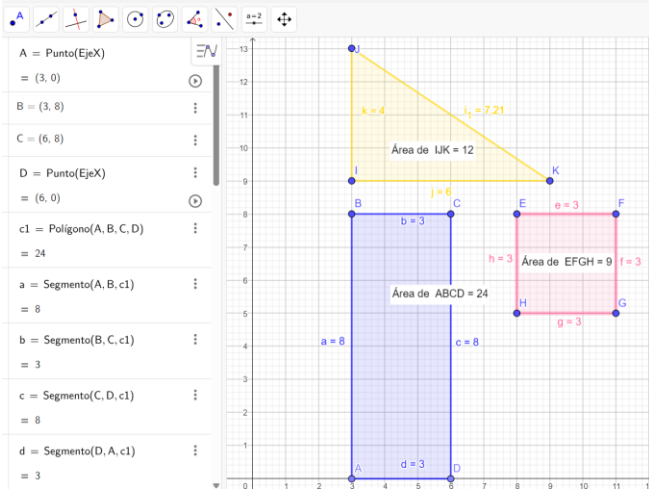 A
a=2
A = Punto(EjeX)
= (3, 0)
B = (3, 8)
C = (6, 8)
D = Punto(EjeX)
= (6, 0)
c1 = Polígono(A, B, C, D)
= 24
a = Segmento(A, B, c1)
= 8
b = Segmento(B, C, c1)
= 3
c = Segmento(C, D, c1)
= 8
d = Segmento(D, A, c1)
= 3
13
12
11
10
9
8
7
6
5
4
3
2
1
0 1 2 3 4 5 6 7 8 9 10 11 12
J
k = 4
i₁ = 7.21
Área de IJK = 12
I
K
j = 6
B
C
b = 3
Área de ABCD = 24
a = 8
c = 8
d = 3
A
D
E
e = 3
F
h = 3
Área de EFGH = 9
f = 3
H
G
g = 3